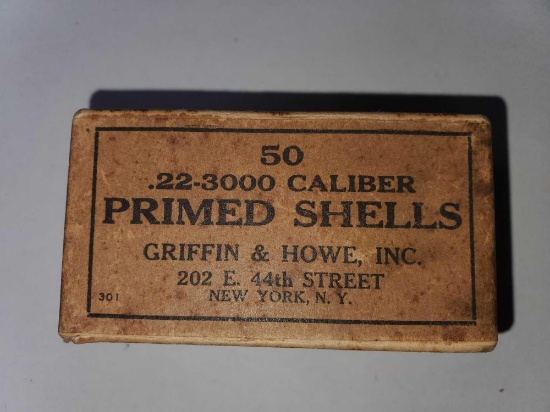 50
.22-3000 CALIBER
PRIMED SHELLS
GRIFFIN & HOWE, INC.
202 E. 44th STREET
NEW YORK, N. Y.
301